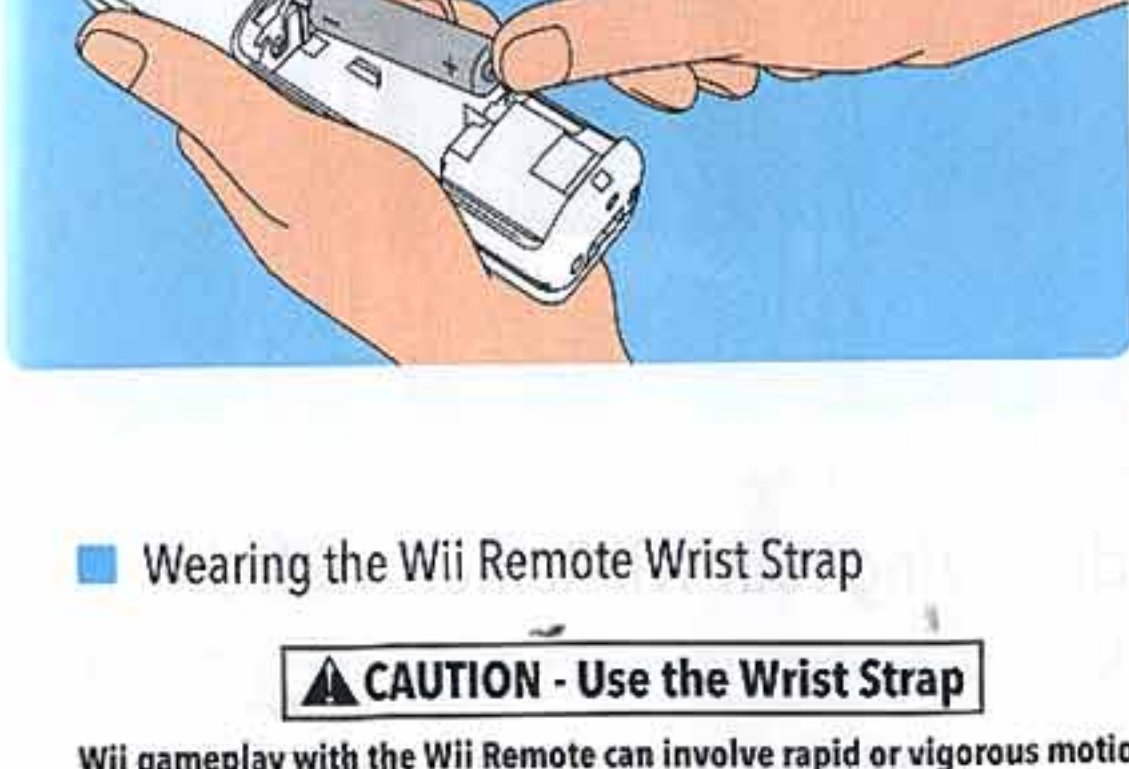 - +
Wearing the Wii Remote Wrist Strap
CAUTION - Use the Wrist Strap
Wii gameplay with the Wii Remote can involve rapid or vigorous